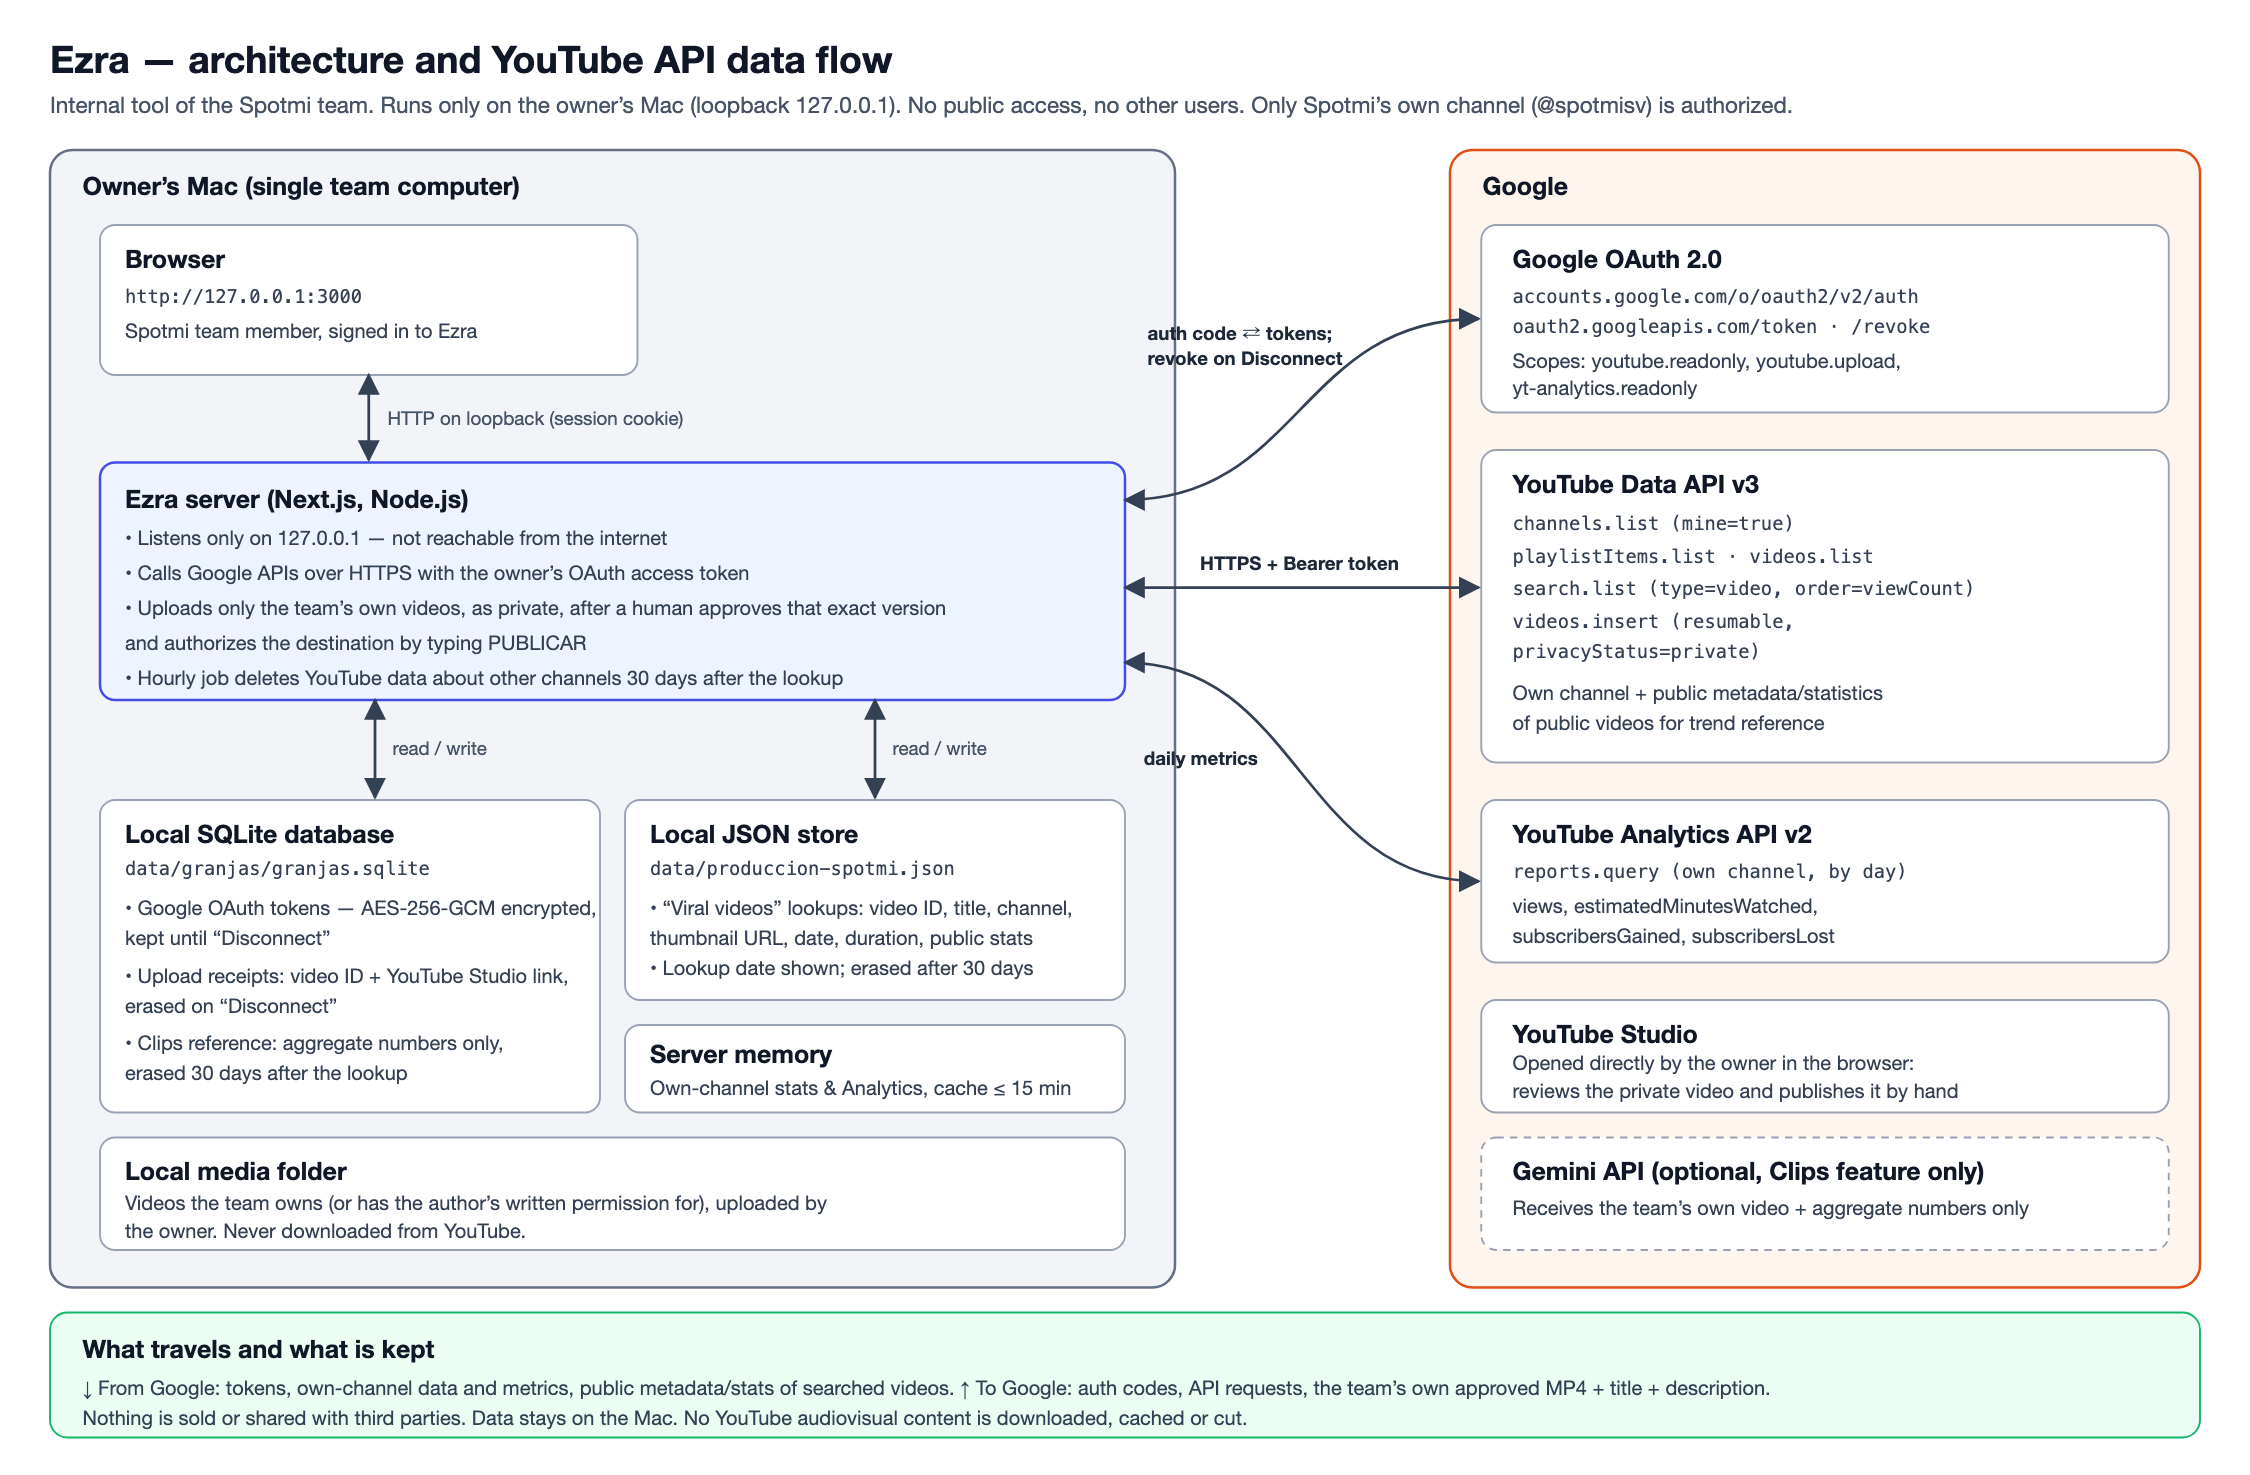 Ezra — architecture and YouTube API data flow
Internal tool of the Spotmi team. Runs only on the owner’s Mac (loopback 127.0.0.1). No public access, no other users. Only Spotmi’s own channel (@spotmisv) is authorized.
Owner’s Mac (single team computer)
Browser
http://127.0.0.1:3000
Spotmi team member, signed in to Ezra
HTTP on loopback (session cookie)
Ezra server (Next.js, Node.js)
• Listens only on 127.0.0.1 — not reachable from the internet
• Calls Google APIs over HTTPS with the owner’s OAuth access token
• Uploads only the team’s own videos, as private, after a human approves that exact version
and authorizes the destination by typing PUBLICAR
• Hourly job deletes YouTube data about other channels 30 days after the lookup
read / write
read / write
Local SQLite database
data/granjas/granjas.sqlite
• Google OAuth tokens — AES-256-GCM encrypted,
kept until “Disconnect”
• Upload receipts: video ID + YouTube Studio link,
erased on “Disconnect”
• Clips reference: aggregate numbers only,
erased 30 days after the lookup
Local JSON store
data/produccion-spotmi.json
• “Viral videos” lookups: video ID, title, channel,
thumbnail URL, date, duration, public stats
• Lookup date shown; erased after 30 days
Server memory
Own-channel stats & Analytics, cache ≤ 15 min
Local media folder
Videos the team owns (or has the author’s written permission for), uploaded by
the owner. Never downloaded from YouTube.
auth code ⇄ tokens;
revoke on Disconnect
HTTPS + Bearer token
daily metrics
Google
Google OAuth 2.0
accounts.google.com/o/oauth2/v2/auth
oauth2.googleapis.com/token · /revoke
Scopes: youtube.readonly, youtube.upload,
yt-analytics.readonly
YouTube Data API v3
channels.list (mine=true)
playlistItems.list · videos.list
search.list (type=video, order=viewCount)
videos.insert (resumable,
privacyStatus=private)
Own channel + public metadata/statistics
of public videos for trend reference
YouTube Analytics API v2
reports.query (own channel, by day)
views, estimatedMinutesWatched,
subscribersGained, subscribersLost
YouTube Studio
Opened directly by the owner in the browser:
reviews the private video and publishes it by hand
Gemini API (optional, Clips feature only)
Receives the team’s own video + aggregate numbers only
What travels and what is kept
↓ From Google: tokens, own-channel data and metrics, public metadata/stats of searched videos. ↑ To Google: auth codes, API requests, the team’s own approved MP4 + title + description.
Nothing is sold or shared with third parties. Data stays on the Mac. No YouTube audiovisual content is downloaded, cached or cut.